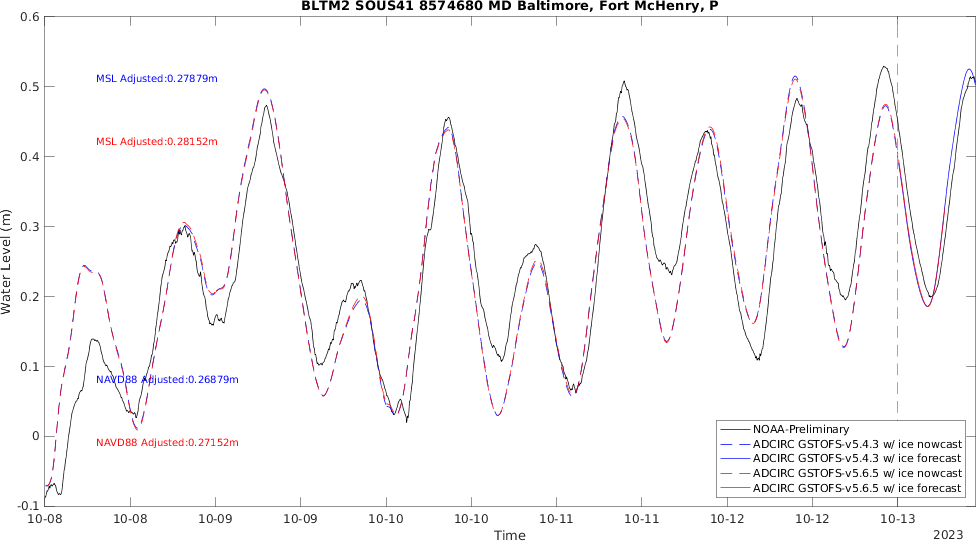 BLTM2 SOUS41 8574680 MD Baltimore, Fort McHenry, P
Water Level (m)
0.6
0.5
0.4
0.3
0.2
0.1
0
-0.1
MSL Adjusted:0.27879m
MSL Adjusted:0.28152m
NAVD88 Adjusted:0.26879m
NAVD88 Adjusted:0.27152m
NOAA-Preliminary
ADCIRC GSTOFS-v5.4.3 w/ ice nowcast
ADCIRC GSTOFS-v5.4.3 w/ ice forecast
ADCIRC GSTOFS-v5.6.5 w/ ice nowcast
ADCIRC GSTOFS-v5.6.5 w/ ice forecast
10-08 10-08 10-09 10-09 10-10 10-10 10-11 10-11 10-12 10-12 10-13
Time
2023